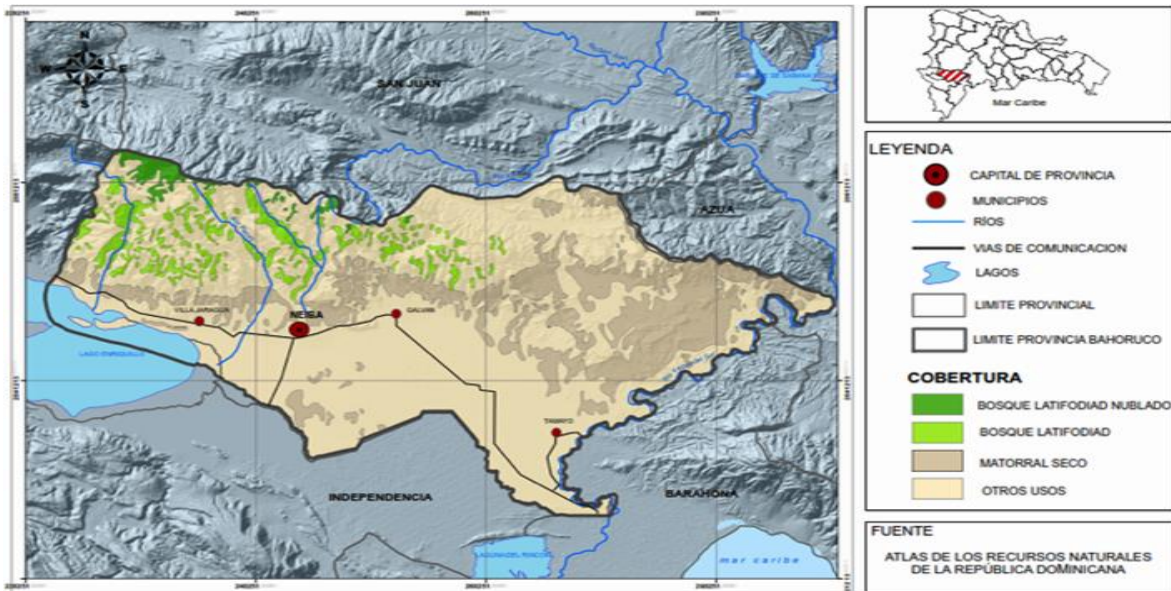 N
W E
S
SAN JUAN
AZUA
VILLA JARAGUA
NEIBA
GALVAN
LAGO ENRIQUILLO
TAMAYO
INDEPENDENCIA
BARAHONA
LAGUNA DEL RINCON
mar caribe
Mar Caribe
LEYENDA
CAPITAL DE PROVINCIA
MUNICIPIOS
RÍOS
VIAS DE COMUNICACION
LAGOS
LIMITE PROVINCIAL
LIMITE PROVINCIA BAHORUCO
COBERTURA
BOSQUE LATIFODIAD NUBLADO
BOSQUE LATIFODIAD
MATORRAL SECO
OTROS USOS
FUENTE
ATLAS DE LOS RECURSOS NATURALES
DE LA REPÚBLICA DOMINICANA